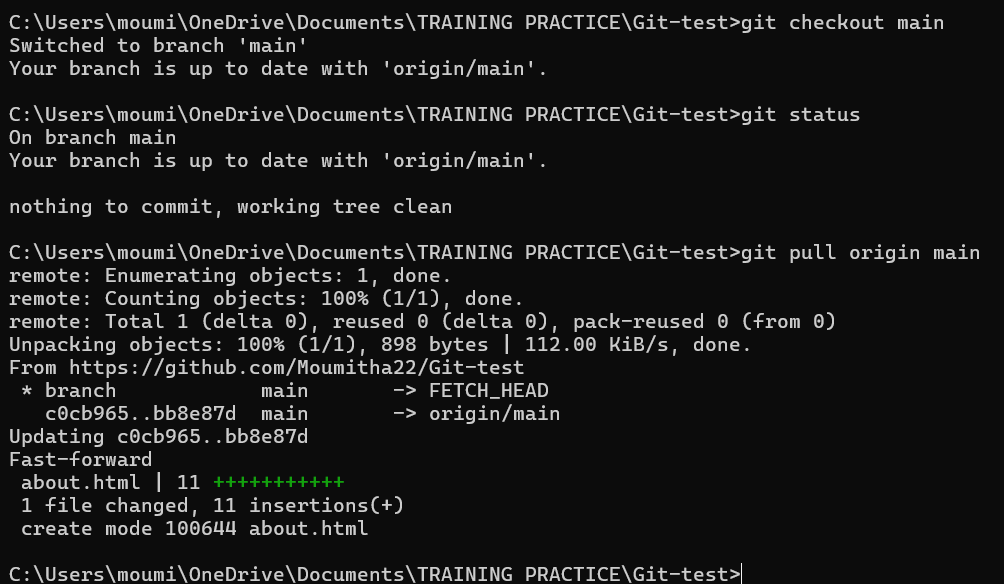 C:\Users\moumi\OneDrive\Documents\TRAINING PRACTICE\Git-test>git checkout main
Switched to branch 'main'
Your branch is up to date with 'origin/main'.
C:\Users\moumi\OneDrive\Documents\TRAINING PRACTICE\Git-test>git status
On branch main
Your branch is up to date with 'origin/main'.
nothing to commit, working tree clean
C:\Users\moumi\OneDrive\Documents\TRAINING PRACTICE\Git-test>git pull origin main
remote: Enumerating objects: 1, done.
remote: Counting objects: 100% (1/1), done.
remote: Total 1 (delta 0), reused 0 (delta 0), pack-reused 0 (from 0)
Unpacking objects: 100% (1/1), 898 bytes | 112.00 KiB/s, done.
From https://github.com/Moumitha22/Git-test
 * branch            main       -> FETCH_HEAD
   c0cb965..bb8e87d  main       -> origin/main
Updating c0cb965..bb8e87d
Fast-forward
 about.html | 11 +++++++++++
 1 file changed, 11 insertions(+)
 create mode 100644 about.html
C:\Users\moumi\OneDrive\Documents\TRAINING PRACTICE\Git-test>